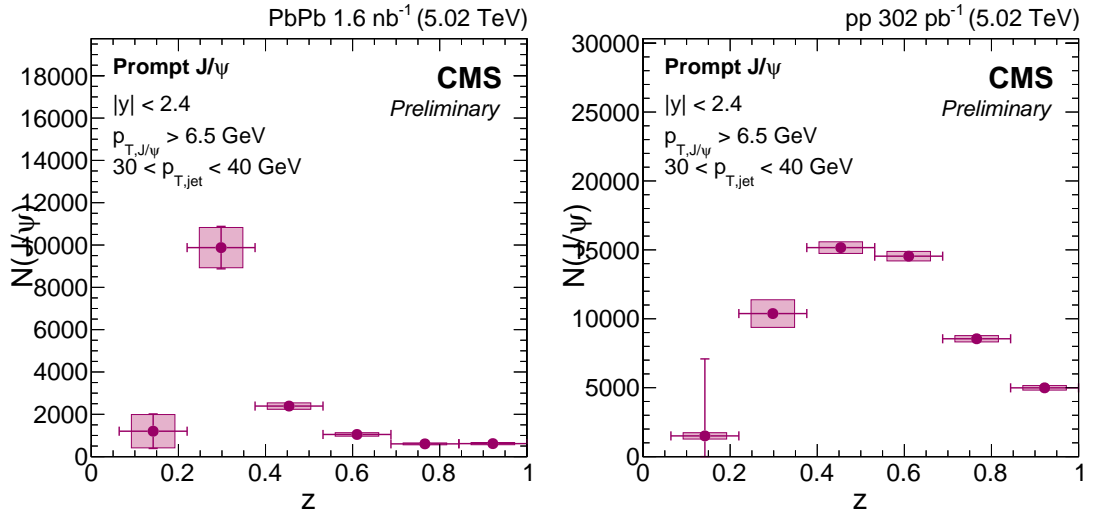 PbPb 1.6 nb⁻¹ (5.02 TeV)
Prompt J/ψ
CMS
|y| < 2.4
Preliminary
p_T,J/ψ > 6.5 GeV
30 < p_T,jet < 40 GeV
N(J/ψ)
18000
16000
14000
12000
10000
8000
6000
4000
2000
0
0 0.2 0.4 0.6 0.8 1
z
pp 302 pb⁻¹ (5.02 TeV)
Prompt J/ψ
CMS
|y| < 2.4
Preliminary
p_T,J/ψ > 6.5 GeV
30 < p_T,jet < 40 GeV
N(J/ψ)
30000
25000
20000
15000
10000
5000
0
0 0.2 0.4 0.6 0.8 1
z